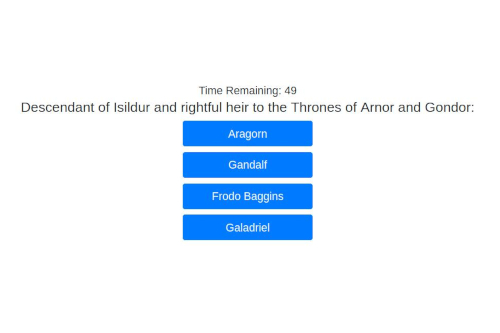 Time Remaining: 49
Descendant of Isildur and rightful heir to the Thrones of Arnor and Gondor:
Aragorn
Gandalf
Frodo Baggins
Galadriel